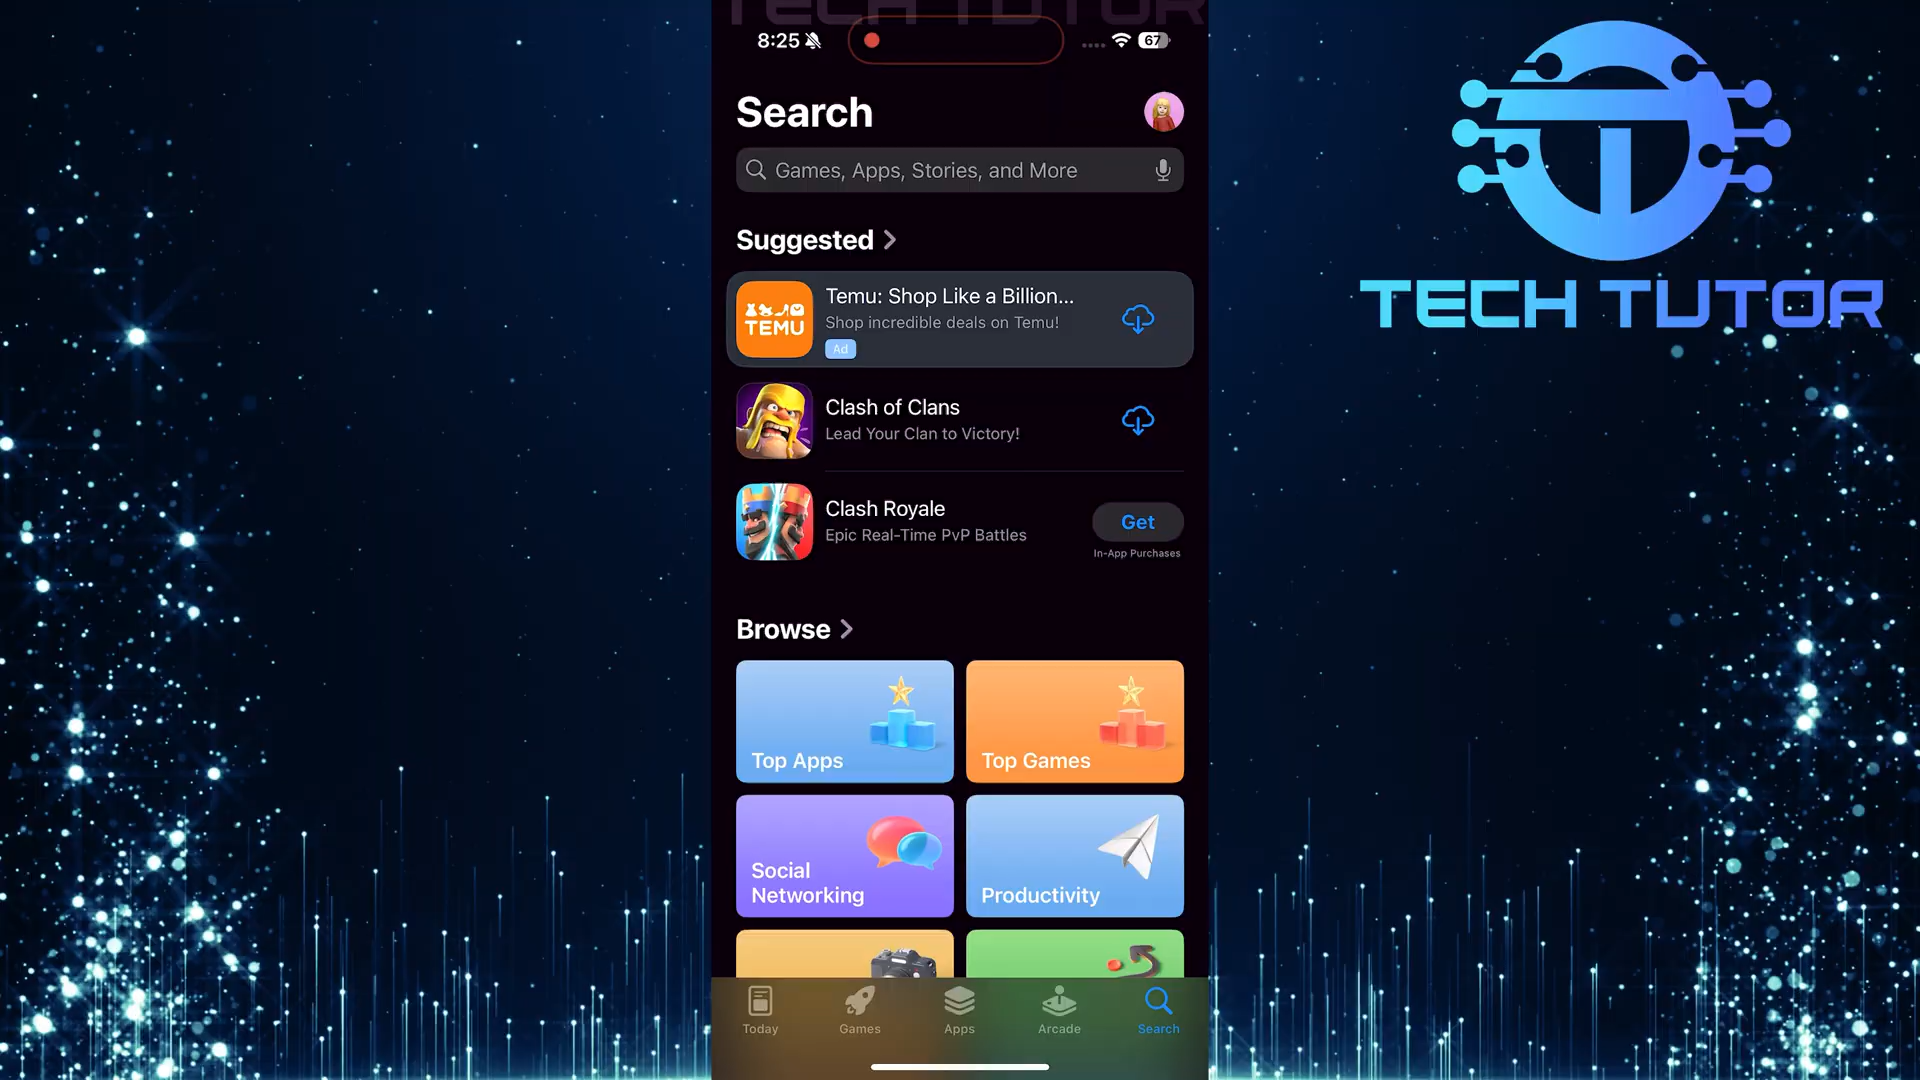 TECH TUTOR
8:25
67
Search
Games, Apps, Stories, and More
Suggested
TEMU
Temu: Shop Like a Billion...
Shop incredible deals on Temu!
Ad
Clash of Clans
Lead Your Clan to Victory!
Clash Royale
Epic Real-Time PvP Battles
Get
In-App Purchases
Browse
Top Apps
Top Games
Social
Networking
Productivity
Today
Games
Apps
Arcade
Search
TECH TUTOR